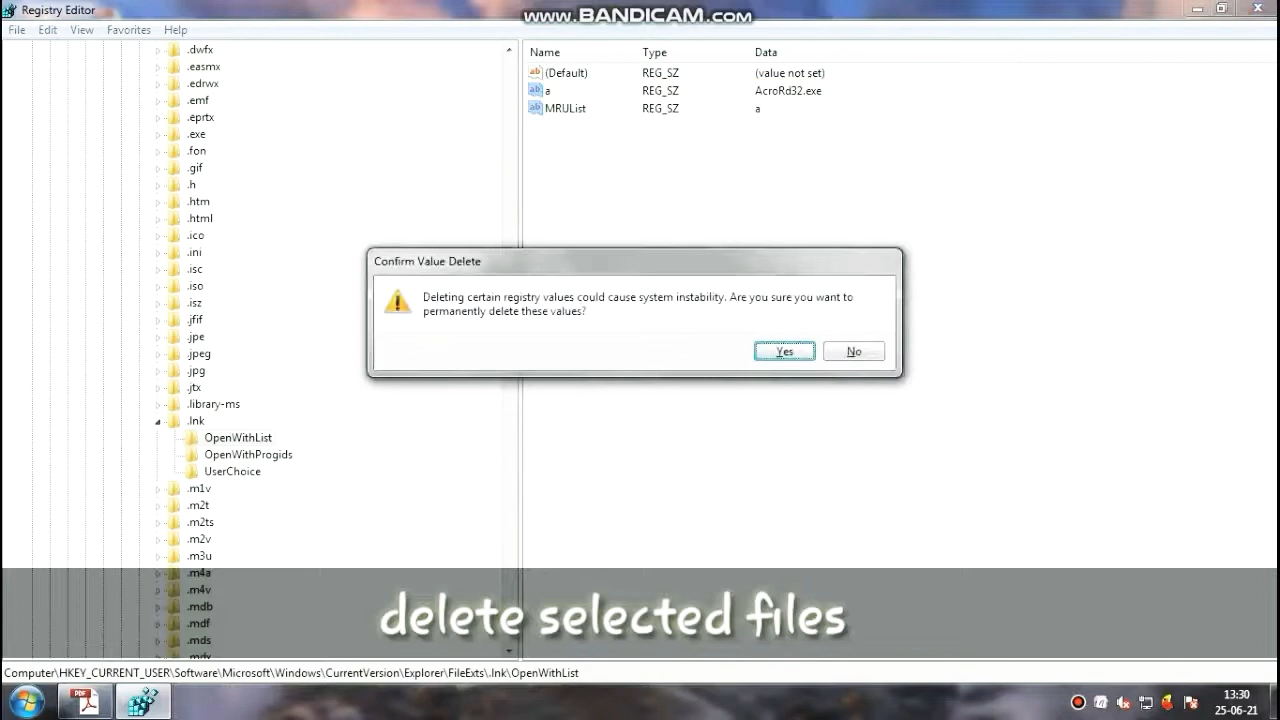 Registry Editor
www.BANDICAM.com
File Edit View Favorites Help
.dwfx
.easmx
.edrwx
.emf
.eprtx
.exe
.fon
.gif
.h
.htm
.html
.ico
.ini
.isc
.iso
.isz
.jfif
.jpe
.jpeg
.jpg
.jtx
.library-ms
.lnk
OpenWithList
OpenWithProgids
UserChoice
.m1v
.m2t
.m2ts
.m2v
.m3u
.m4a
.m4v
.mdb
.mdf
.mds
.mdx
Name Type Data
(Default) REG_SZ (value not set)
a REG_SZ AcroRd32.exe
MRUList REG_SZ a
Confirm Value Delete
Deleting certain registry values could cause system instability. Are you sure you want to
permanently delete these values?
Yes No
delete selected files
Computer\HKEY_CURRENT_USER\Software\Microsoft\Windows\CurrentVersion\Explorer\FileExts\.lnk\OpenWithList
PDF
13:30
25-06-21